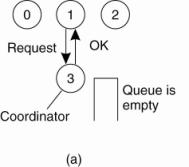 0 1 2
Request OK
3
Queue is
empty
Coordinator
(a)